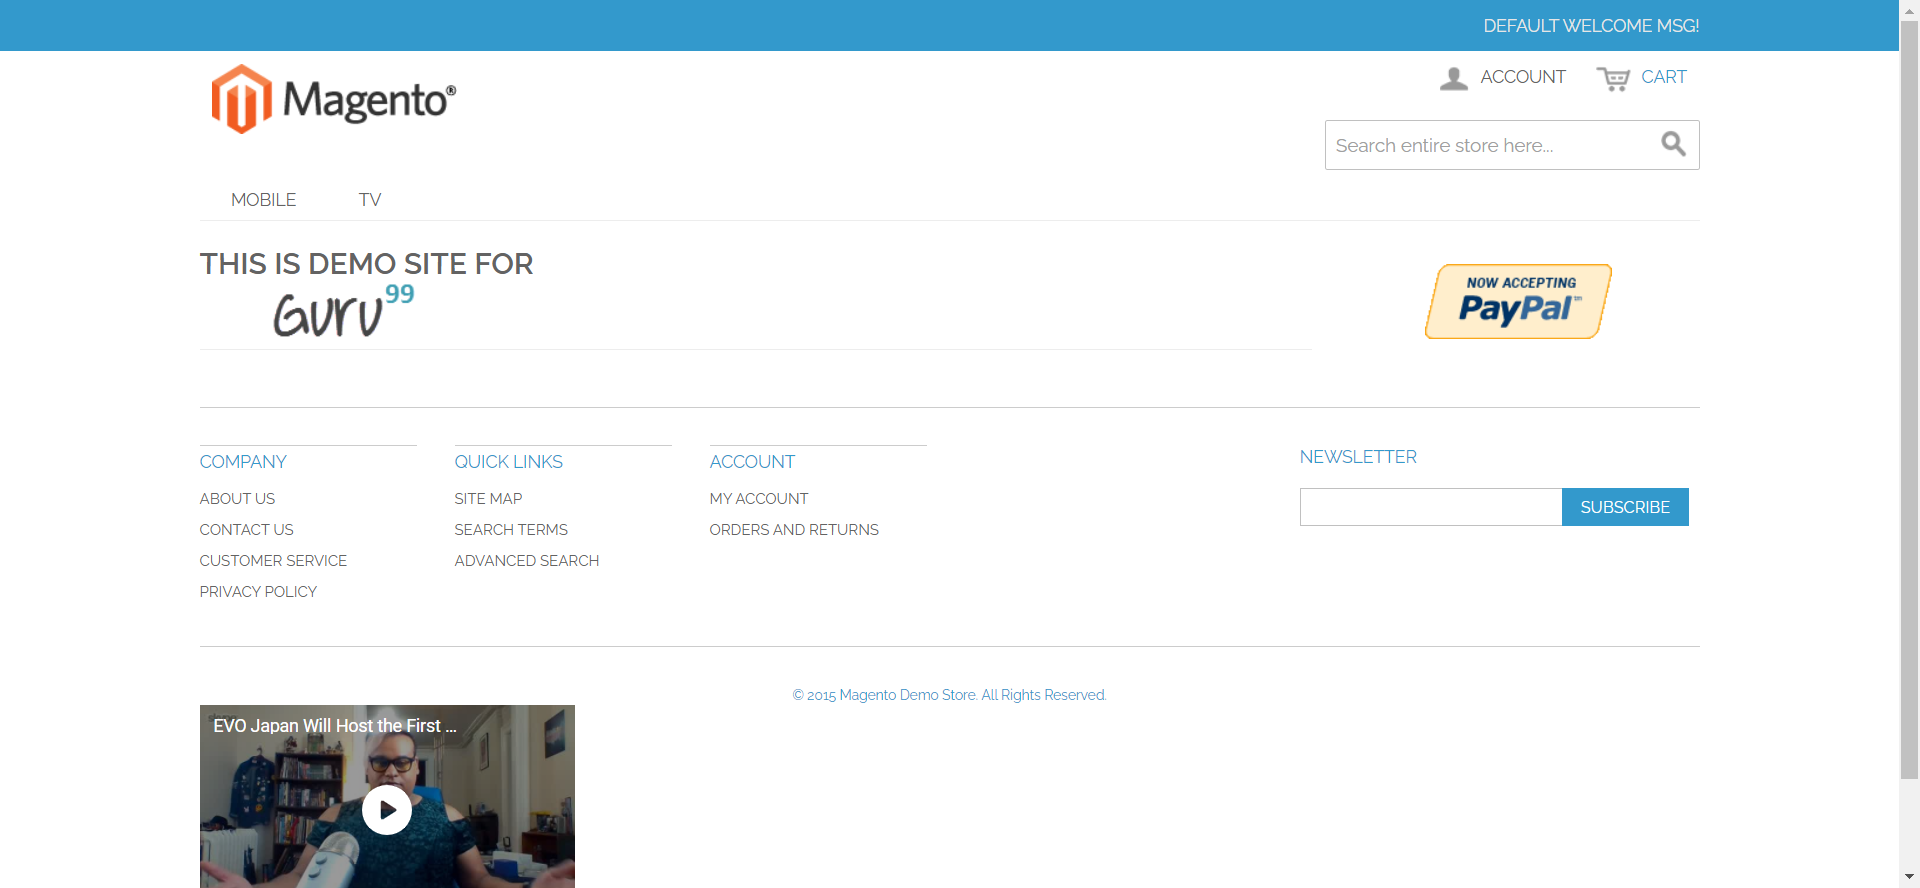 DEFAULT WELCOME MSG!
Magento®
ACCOUNT
CART
Search entire store here...
MOBILE
TV
THIS IS DEMO SITE FOR
Guru99
NOW ACCEPTING
PayPal™
COMPANY
ABOUT US
CONTACT US
CUSTOMER SERVICE
PRIVACY POLICY
QUICK LINKS
SITE MAP
SEARCH TERMS
ADVANCED SEARCH
ACCOUNT
MY ACCOUNT
ORDERS AND RETURNS
NEWSLETTER
SUBSCRIBE
© 2015 Magento Demo Store. All Rights Reserved.
EVO Japan Will Host the First ...